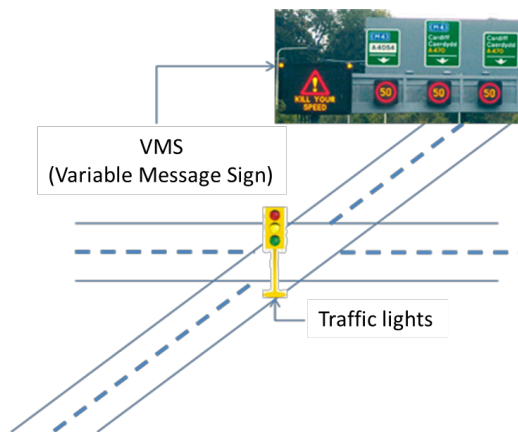 (M4)
A4054
(M4)
Cardiff
Caerdydd
A470
Cardiff
Caerdydd
A470
KILL YOUR
SPEED
50
50
50
VMS
(Variable Message Sign)
Traffic lights